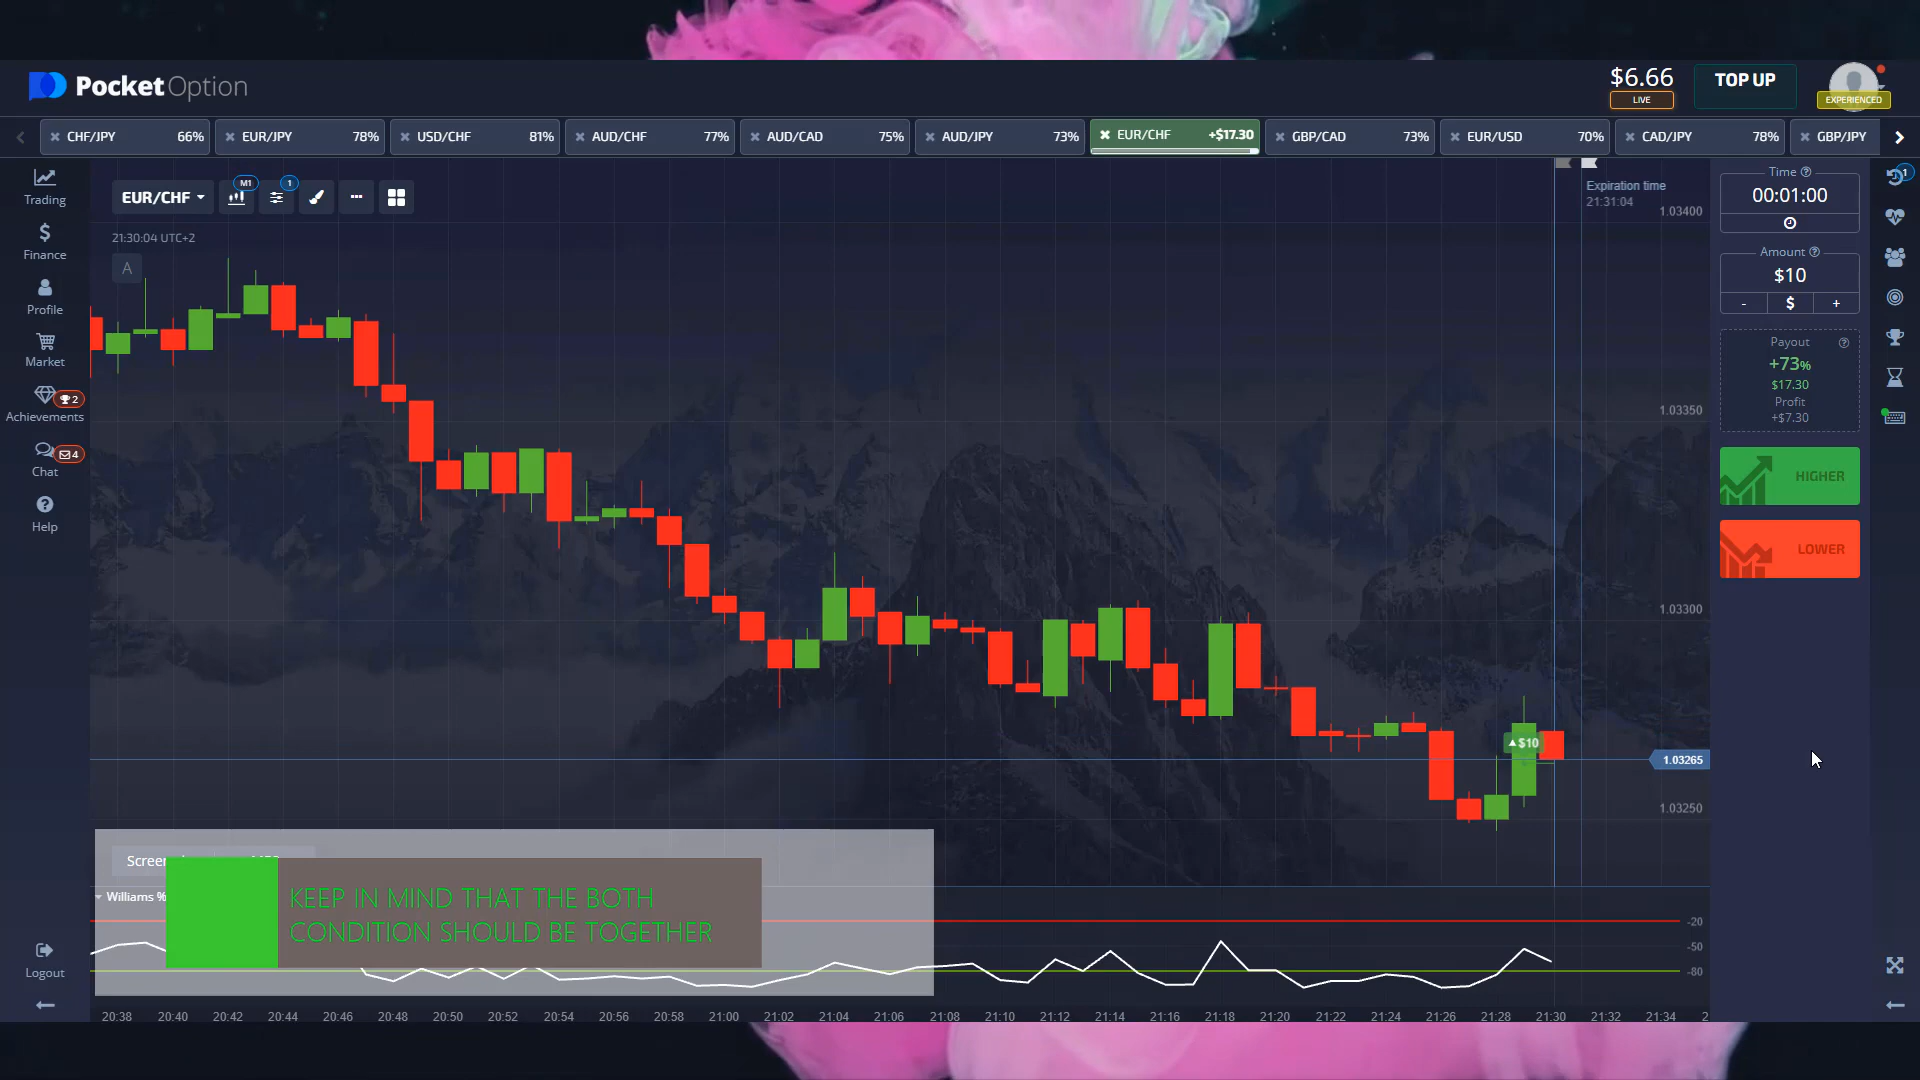 PocketOption
$6.66
LIVE
TOP UP
EXPERIENCED
CHF/JPY 66%
EUR/JPY 78%
USD/CHF 81%
AUD/CHF 77%
AUD/CAD 75%
AUD/JPY 73%
EUR/CHF +$17.30
GBP/CAD 73%
EUR/USD 70%
CAD/JPY 78%
GBP/JPY
Trading
Finance
Profile
Market
2
Achievements
4
Chat
Help
Logout
EUR/CHF
M1
1
21:30:04 UTC+2
A
Expiration time
21:31:04
1.03400
1.03350
1.03300
1.03265
1.03250
$10
Time
00:01:00
Amount
$10
- $ +
Payout
+73%
$17.30
Profit
+$7.30
HIGHER
LOWER
1
Williams %
KEEP IN MIND THAT THE BOTH
CONDITION SHOULD BE TOGETHER
-20
-50
-80
20:38 20:40 20:42 20:44 20:46 20:48 20:50 20:52 20:54 20:56 20:58 21:00 21:02 21:04 21:06 21:08 21:10 21:12 21:14 21:16 21:18 21:20 21:22 21:24 21:26 21:28 21:30 21:32 21:34 2